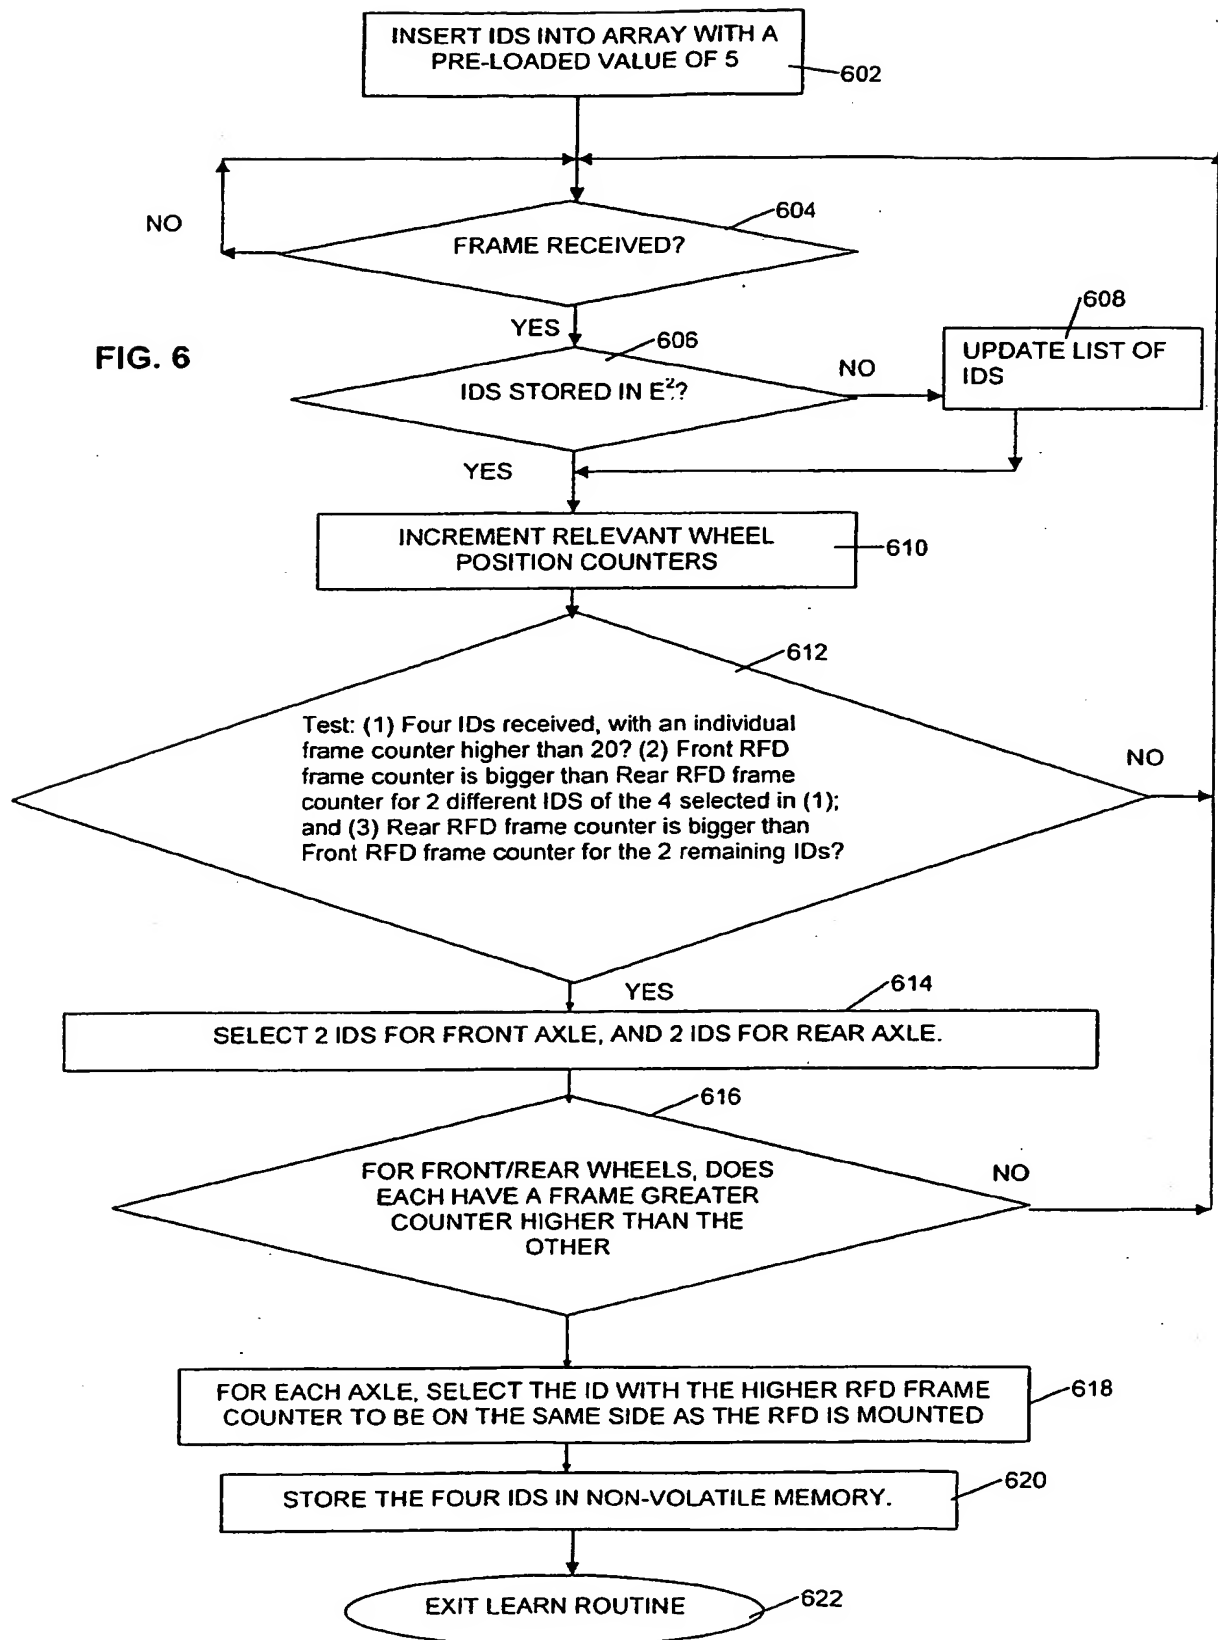 INSERT IDS INTO ARRAY WITH A
PRE-LOADED VALUE OF 5
602
604
NO
FRAME RECEIVED?
YES
FIG. 6
606
608
UPDATE LIST OF
IDS
NO
IDS STORED IN E²?
YES
INCREMENT RELEVANT WHEEL
POSITION COUNTERS
610
612
Test: (1) Four IDs received, with an individual
frame counter higher than 20? (2) Front RFD
frame counter is bigger than Rear RFD frame
counter for 2 different IDS of the 4 selected in (1);
and (3) Rear RFD frame counter is bigger than
Front RFD frame counter for the 2 remaining IDs?
NO
YES
614
SELECT 2 IDS FOR FRONT AXLE, AND 2 IDS FOR REAR AXLE.
616
FOR FRONT/REAR WHEELS, DOES
EACH HAVE A FRAME GREATER
COUNTER HIGHER THAN THE
OTHER
NO
FOR EACH AXLE, SELECT THE ID WITH THE HIGHER RFD FRAME
COUNTER TO BE ON THE SAME SIDE AS THE RFD IS MOUNTED
618
STORE THE FOUR IDS IN NON-VOLATILE MEMORY.
620
EXIT LEARN ROUTINE
622